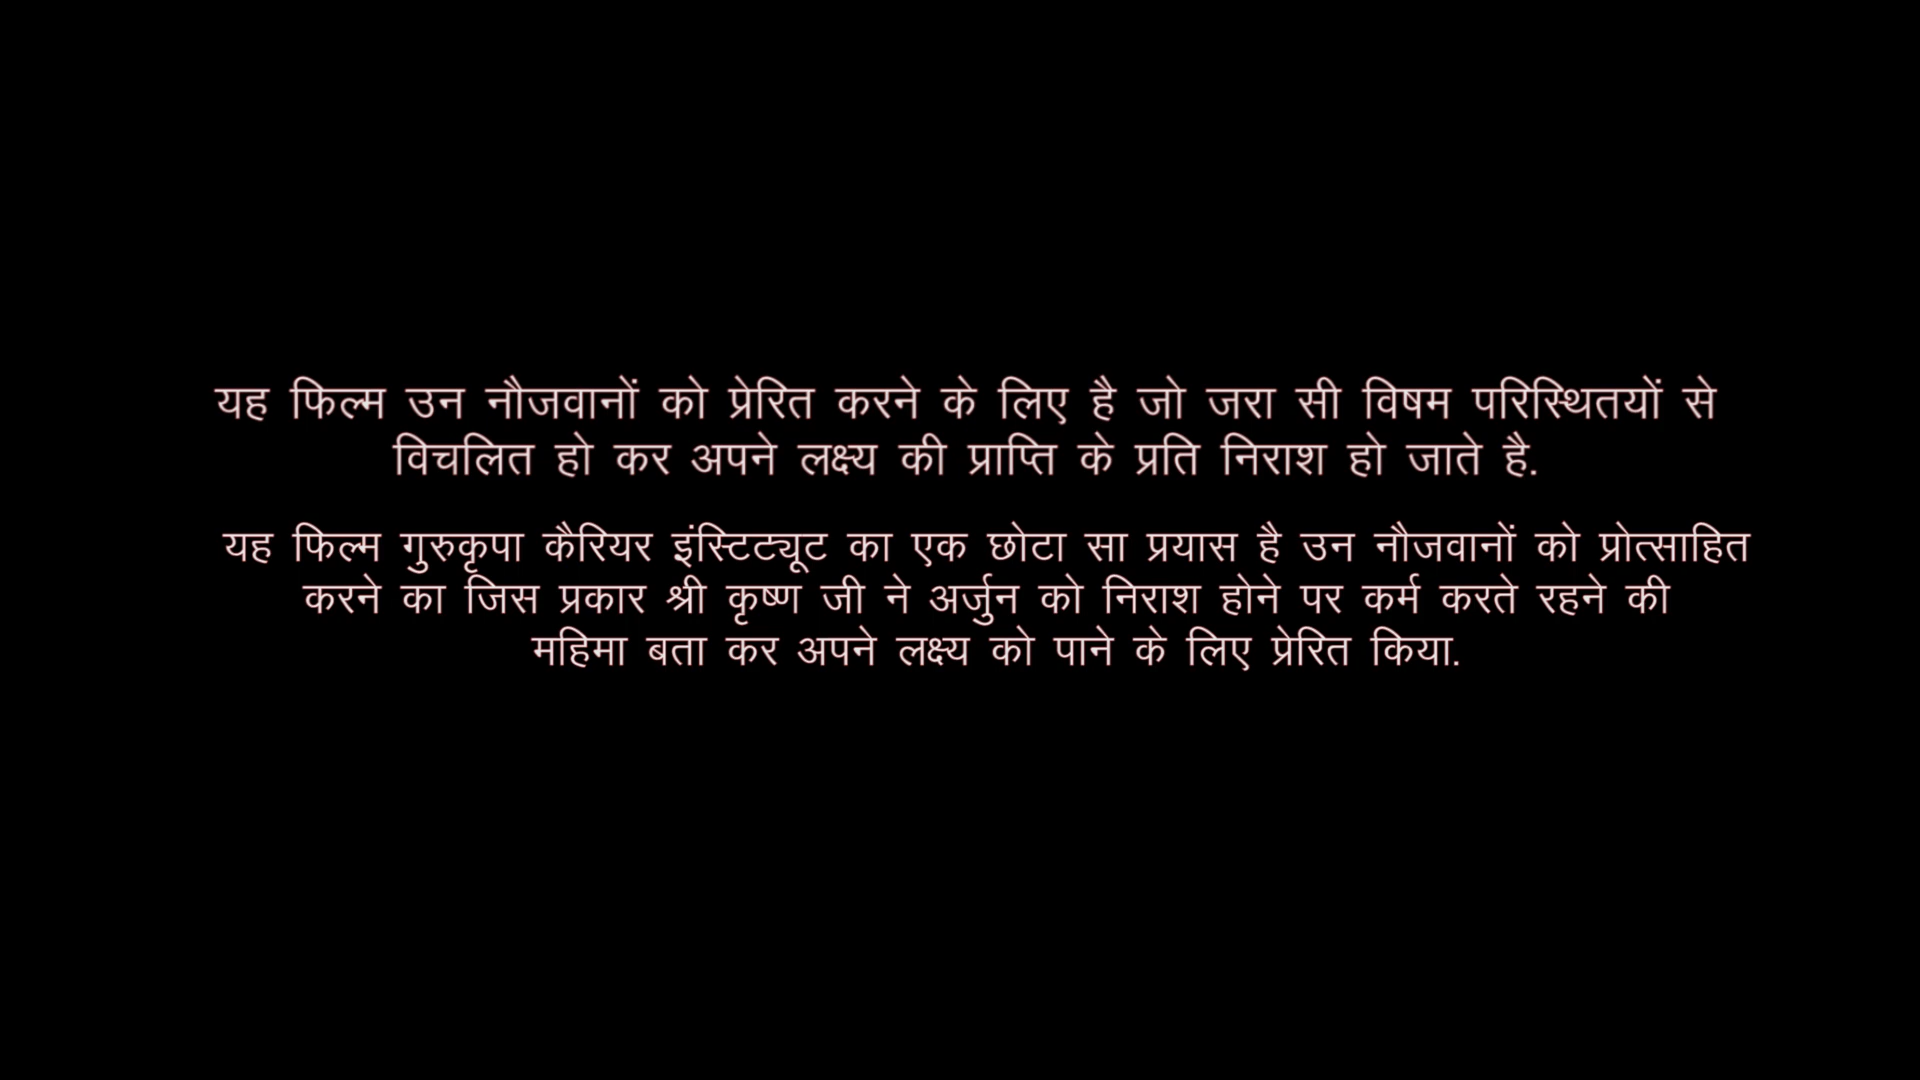 यह फिल्म उन नौजवानों को प्रेरित करने के लिए है जो जरा सी विषम परिस्थितयों से
विचलित हो कर अपने लक्ष्य की प्राप्ति के प्रति निराश हो जाते है.
यह फिल्म गुरुकृपा कैरियर इंस्टिट्यूट का एक छोटा सा प्रयास है उन नौजवानों को प्रोत्साहित
करने का जिस प्रकार श्री कृष्ण जी ने अर्जुन को निराश होने पर कर्म करते रहने की
महिमा बता कर अपने लक्ष्य को पाने के लिए प्रेरित किया.